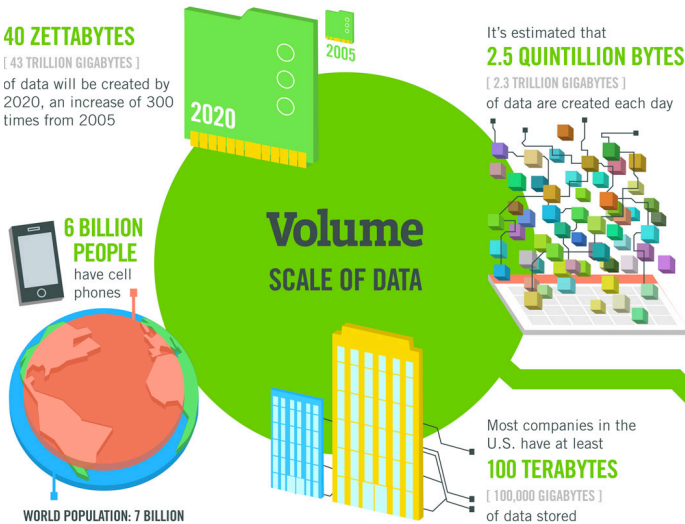 40 ZETTABYTES
[ 43 TRILLION GIGABYTES ]
of data will be created by
2020, an increase of 300
times from 2005
2020
2005
It's estimated that
2.5 QUINTILLION BYTES
[ 2.3 TRILLION GIGABYTES ]
of data are created each day
Volume
SCALE OF DATA
6 BILLION
PEOPLE
have cell
phones
WORLD POPULATION: 7 BILLION
Most companies in the
U.S. have at least
100 TERABYTES
[ 100,000 GIGABYTES ]
of data stored